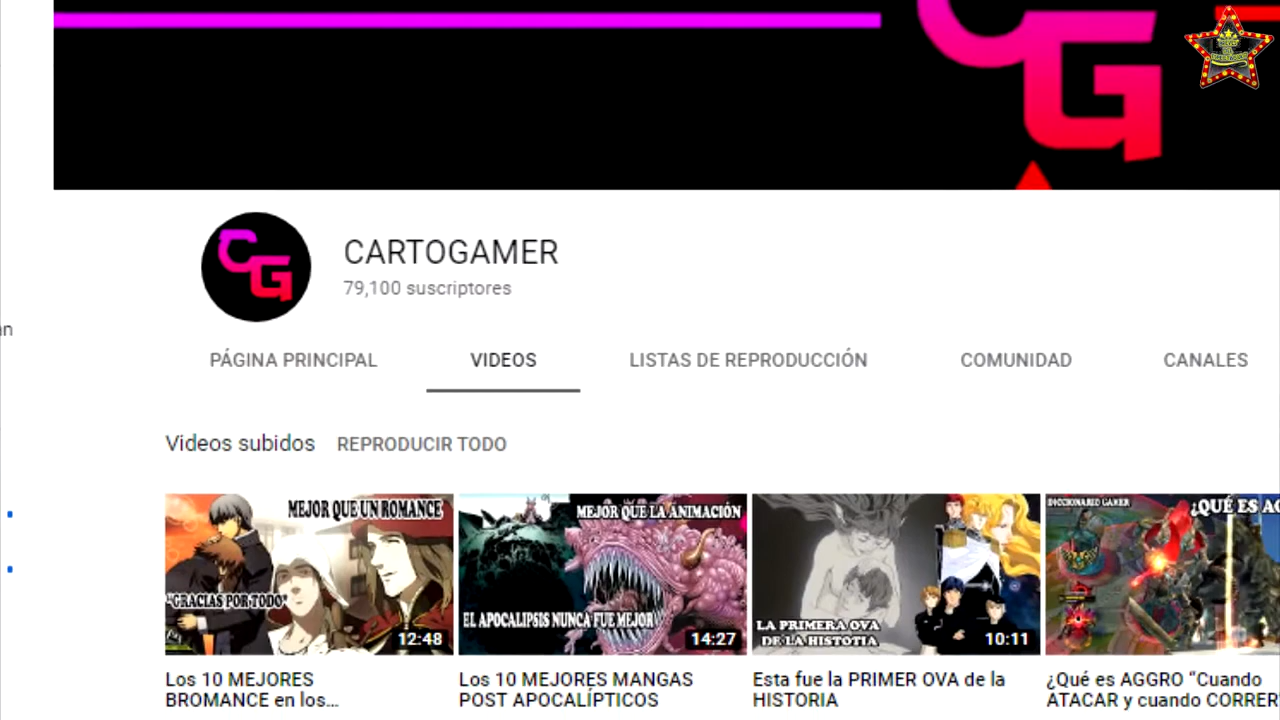 CG
CARTOGAMER
79,100 suscriptores
PÁGINA PRINCIPAL VIDEOS LISTAS DE REPRODUCCIÓN COMUNIDAD CANALES
Videos subidos REPRODUCIR TODO
MEJOR QUE UN ROMANCE
"GRACIAS POR TODO"
12:48
MEJOR QUE LA ANIMACIÓN
EL APOCALIPSIS NUNCA FUE MEJOR
14:27
LA PRIMERA OVA
DE LA HISTOTIA
10:11
DICCIONARIO GAMER
¿QUÉ ES AG
Los 10 MEJORES
BROMANCE en los...
Los 10 MEJORES MANGAS
POST APOCALÍPTICOS
Esta fue la PRIMER OVA de la
HISTORIA
¿Qué es AGGRO "Cuando
ATACAR y cuando CORRER